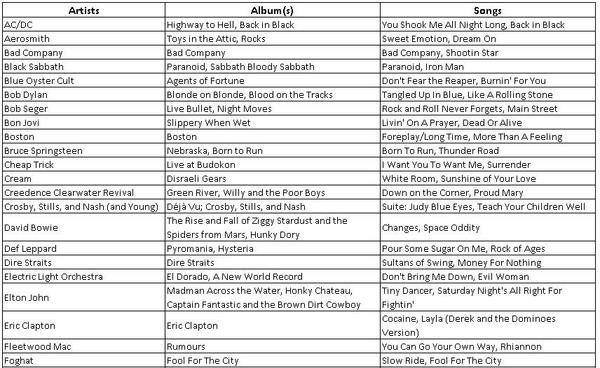 Artists Album(s) Songs
AC/DC Highway to Hell, Back in Black You Shook Me All Night Long, Back in Black
Aerosmith Toys in the Attic, Rocks Sweet Emotion, Dream On
Bad Company Bad Company Bad Company, Shootin Star
Black Sabbath Paranoid, Sabbath Bloody Sabbath Paranoid, Iron Man
Blue Oyster Cult Agents of Fortune Don't Fear the Reaper, Burnin' For You
Bob Dylan Blonde on Blonde, Blood on the Tracks Tangled Up In Blue, Like A Rolling Stone
Bob Seger Live Bullet, Night Moves Rock and Roll Never Forgets, Main Street
Bon Jovi Slippery When Wet Livin' On A Prayer, Dead Or Alive
Boston Boston Foreplay/Long Time, More Than A Feeling
Bruce Springsteen Nebraska, Born to Run Born To Run, Thunder Road
Cheap Trick Live at Budokon I Want You To Want Me, Surrender
Cream Disraeli Gears White Room, Sunshine of Your Love
Creedence Clearwater Revival Green River, Willy and the Poor Boys Down on the Corner, Proud Mary
Crosby, Stills, and Nash (and Young) Déjà Vu; Crosby, Stills, and Nash Suite: Judy Blue Eyes, Teach Your Children Well
David Bowie The Rise and Fall of Ziggy Stardust and the
Spiders from Mars, Hunky Dory Changes, Space Oddity
Def Leppard Pyromania, Hysteria Pour Some Sugar On Me, Rock of Ages
Dire Straits Dire Straits Sultans of Swing, Money For Nothing
Electric Light Orchestra El Dorado, A New World Record Don't Bring Me Down, Evil Woman
Elton John Madman Across the Water, Honky Chateau, Tiny Dancer, Saturday Night's All Right For
Captain Fantastic and the Brown Dirt Cowboy Fightin'
Eric Clapton Eric Clapton Cocaine, Layla (Derek and the Dominoes
Version)
Fleetwood Mac Rumours You Can Go Your Own Way, Rhiannon
Foghat Fool For The City Slow Ride, Fool For The City